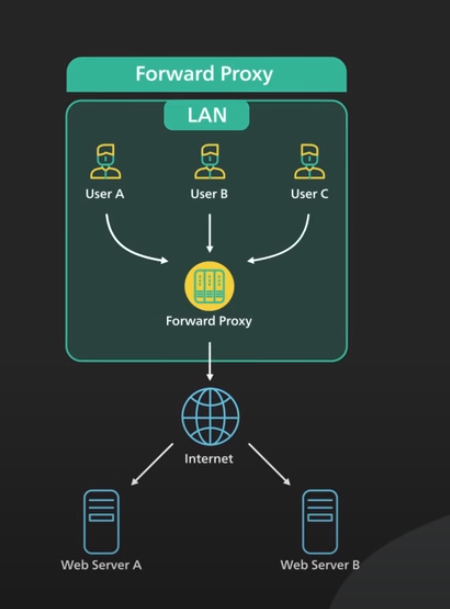 Forward Proxy
LAN
User A
User B
User C
Forward Proxy
Internet
Web Server A
Web Server B